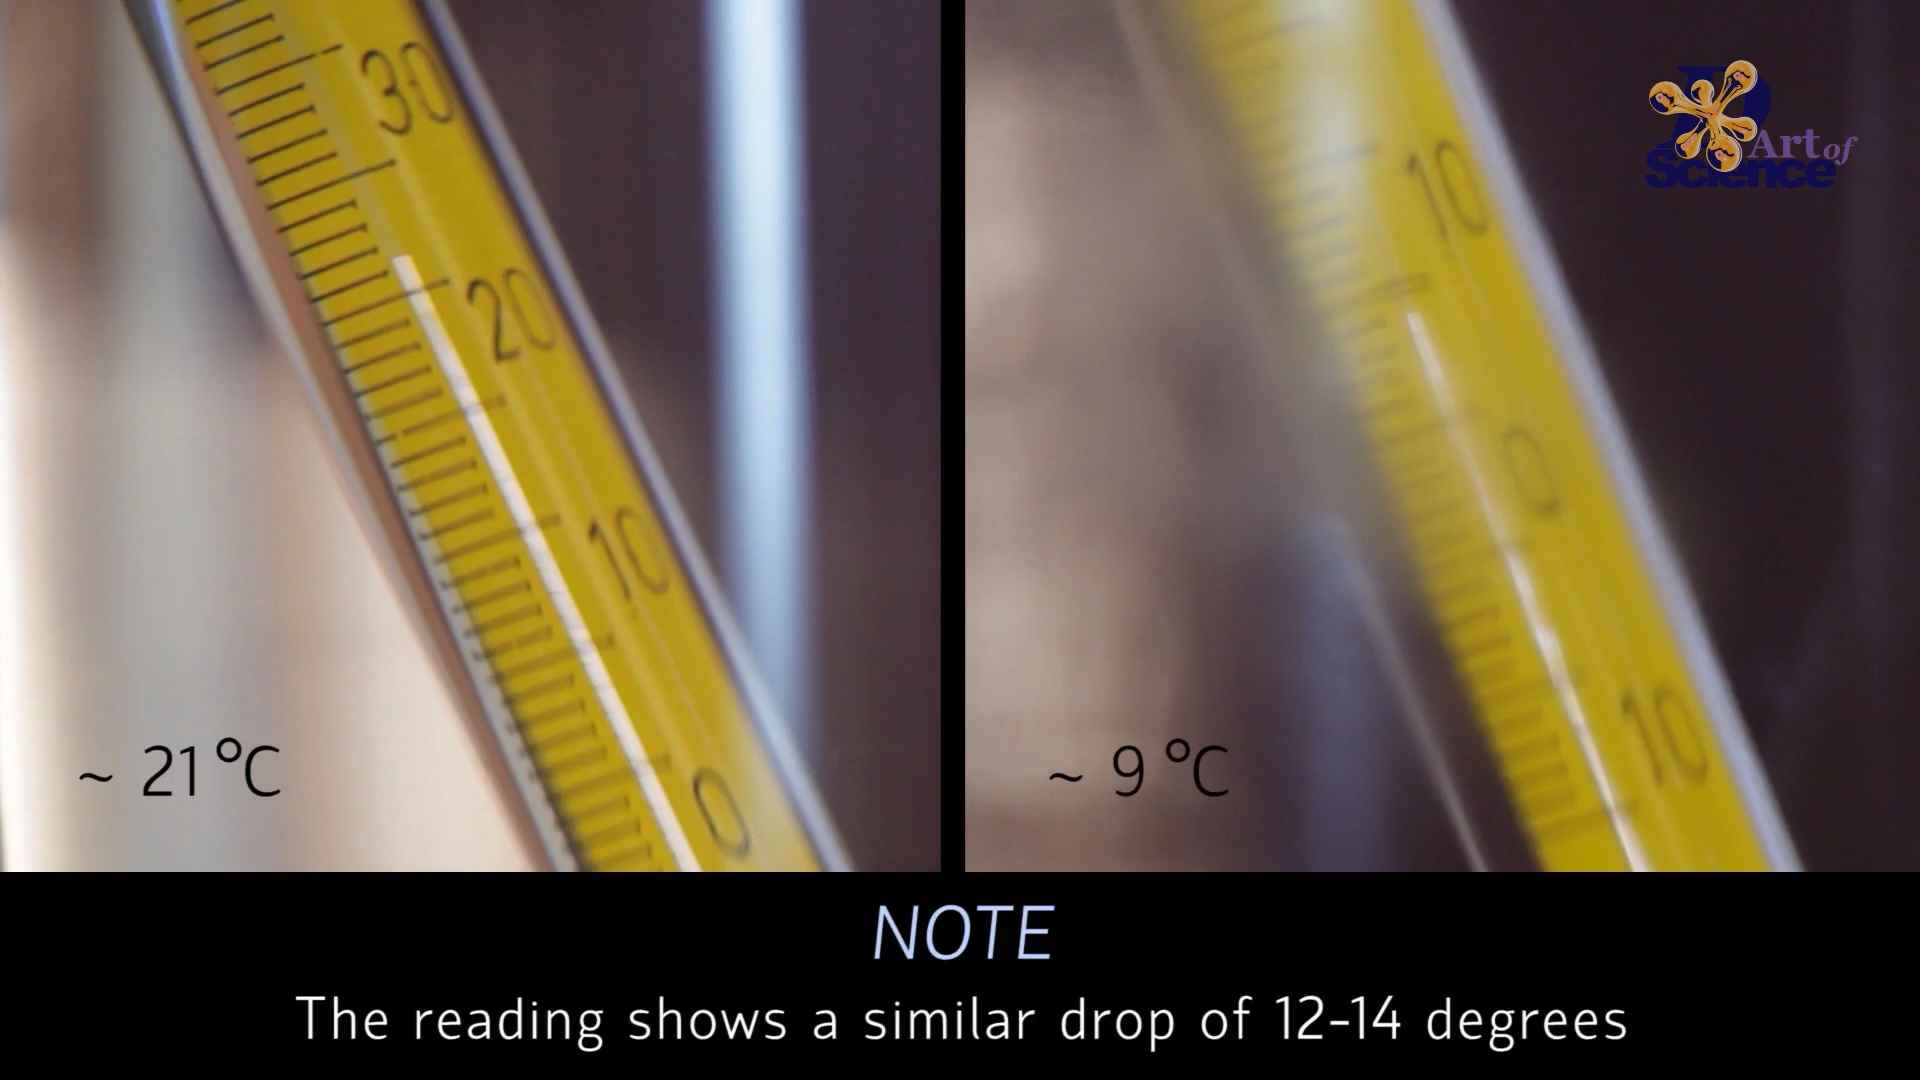 30
20
10
0
~ 21 °C
10
0
10
~ 9 °C
Art of
Science
NOTE
The reading shows a similar drop of 12-14 degrees